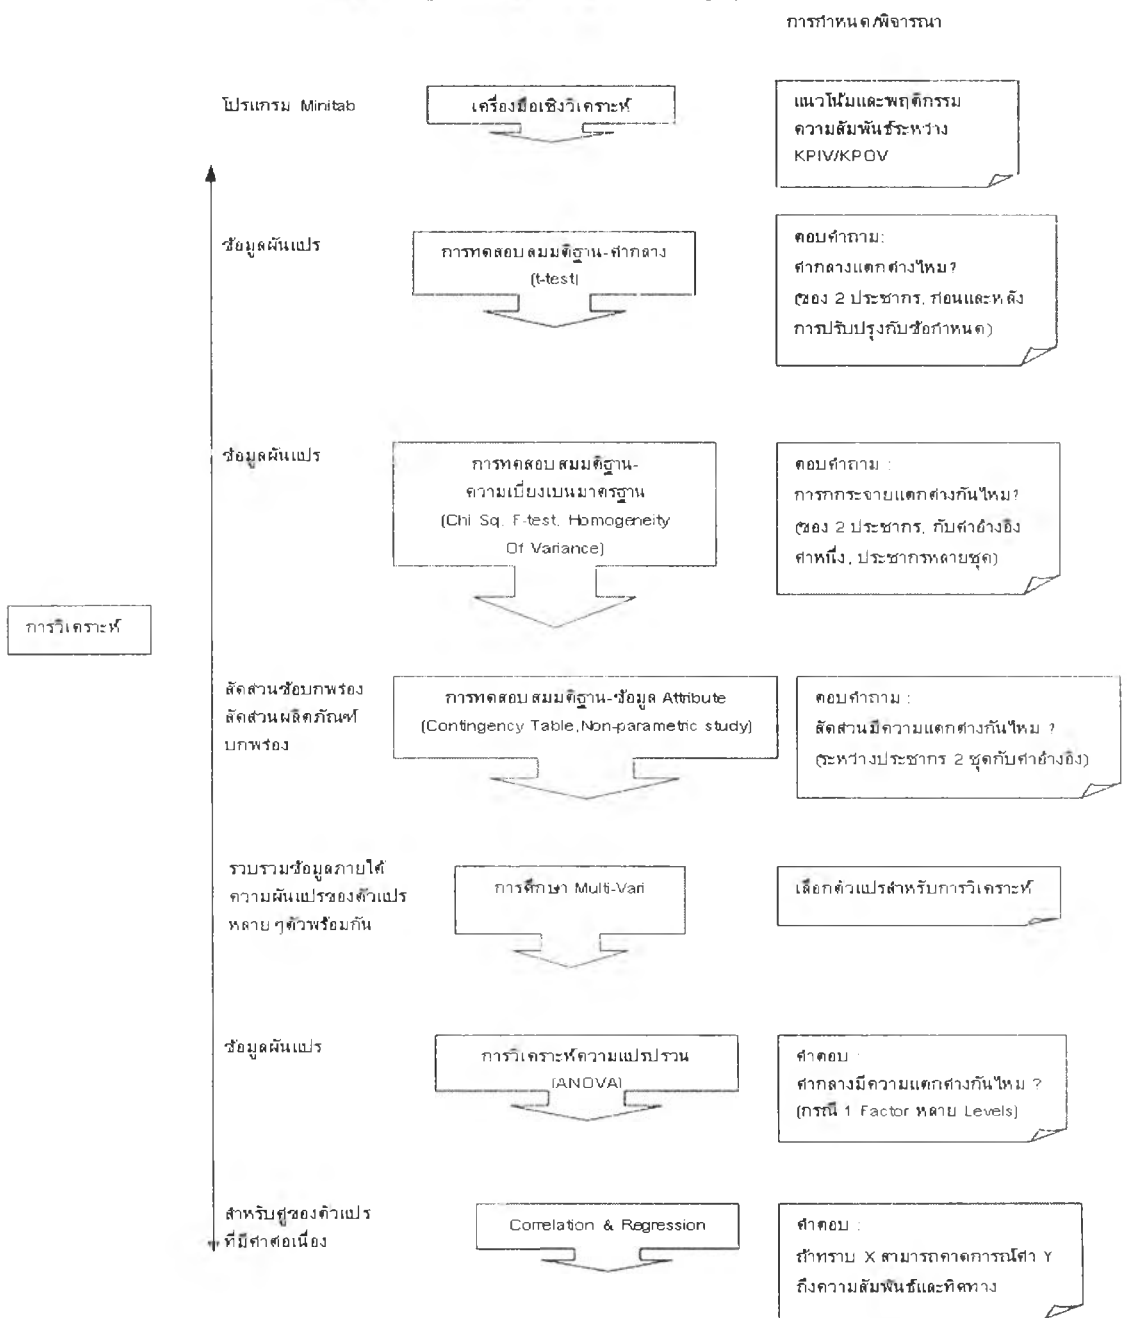 การกำหนด/พิจารณา
โปรแกรม Minitab
เครื่องมือเชิงวิเคราะห์
แนวโน้มและพฤติกรรม
ความสัมพันธ์ระหว่าง
KPIV/KPOV
ข้อมูลผันแปร
การทดสอบสมมติฐาน-ค่ากลาง
(t-test)
ตอบคำถาม:
ค่ากลางแตกต่างไหม?
(ของ 2 ประชากร, ก่อนและหลัง
การปรับปรุงกับข้อกำหนด)
ข้อมูลผันแปร
การทดสอบสมมติฐาน-
ความเบี่ยงเบนมาตรฐาน
(Chi Sq, F-test, Homogeneity
Of Variance)
ตอบคำถาม :
การกกระจายแตกต่างกันไหม?
(ของ 2 ประชากร, กับค่าอ้างอิง
ค่าหนึ่ง, ประชากรหลายชุด)
การวิเคราะห์
สัดส่วนข้อบกพร่อง
สัดส่วนผลิตภัณฑ์
บกพร่อง
การทดสอบสมมติฐาน-ข้อมูล Attribute
(Contingency Table,Non-parametric study)
ตอบคำถาม :
สัดส่วนมีความแตกต่างกันไหม ?
(ระหว่างประชากร 2 ชุดกับค่าอ้างอิง)
รวบรวมข้อมูลภายใต้
ความผันแปรของตัวแปร
หลายๆตัวพร้อมกัน
การศึกษา Multi-Vari
เลือกตัวแปรสำหรับการวิเคราะห์
ข้อมูลผันแปร
การวิเคราะห์ความแปรปรวน
(ANOVA)
คำตอบ :
ค่ากลางมีความแตกต่างกันไหม ?
(กรณี 1 Factor หลาย Levels)
สำหรับคู่ของตัวแปร
ที่มีค่าต่อเนื่อง
Correlation & Regression
คำตอบ :
ถ้าทราบ X สามารถคาดการณ์ค่า Y
ถึงความสัมพันธ์และทิศทาง